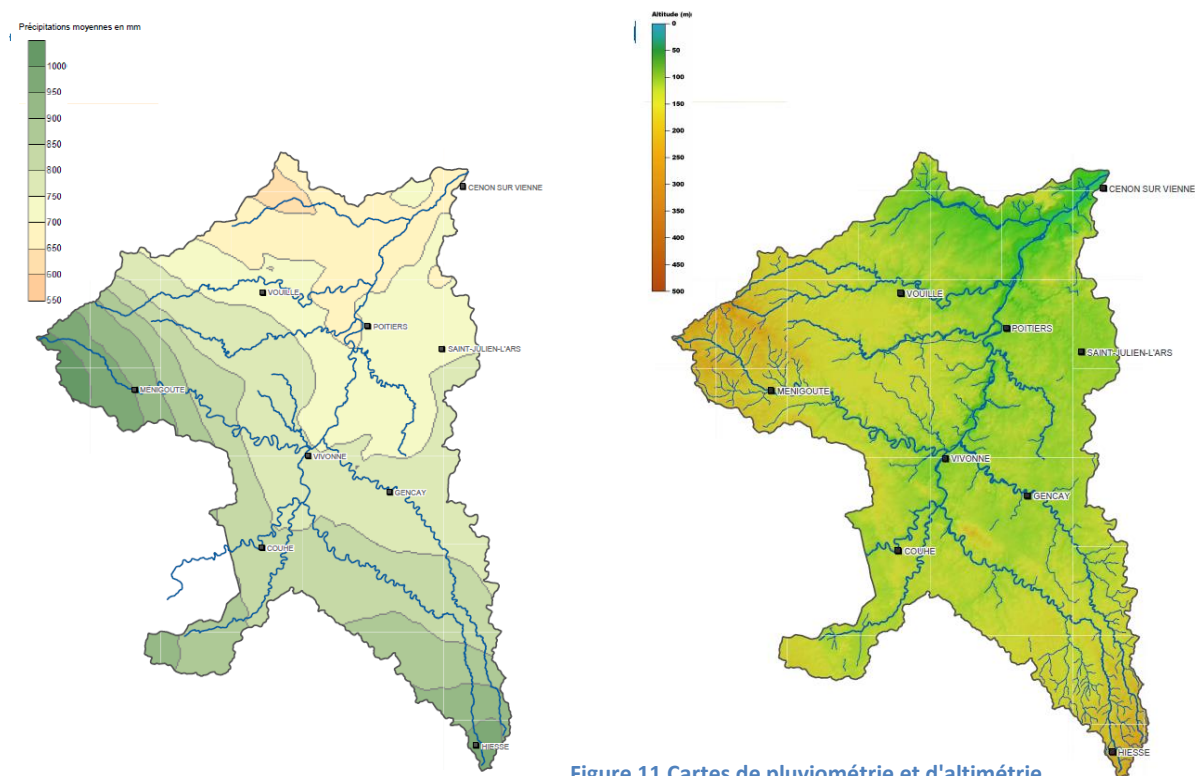 Précipitations moyennes en mm
1000
950
900
850
800
750
700
650
600
550
CENON SUR VIENNE
VOUILLE
POITIERS
SAINT-JULIEN-L'ARS
MENIGOUTE
VIVONNE
GENCAY
COUHE
HIESSE
Altitude (m)
0
50
100
150
200
250
300
350
400
450
500
CENON SUR VIENNE
VOUILLE
POITIERS
SAINT-JULIEN-L'ARS
MENIGOUTE
VIVONNE
GENCAY
COUHE
HIESSE
Figure 11 Cartes de pluviométrie et d'altimétrie